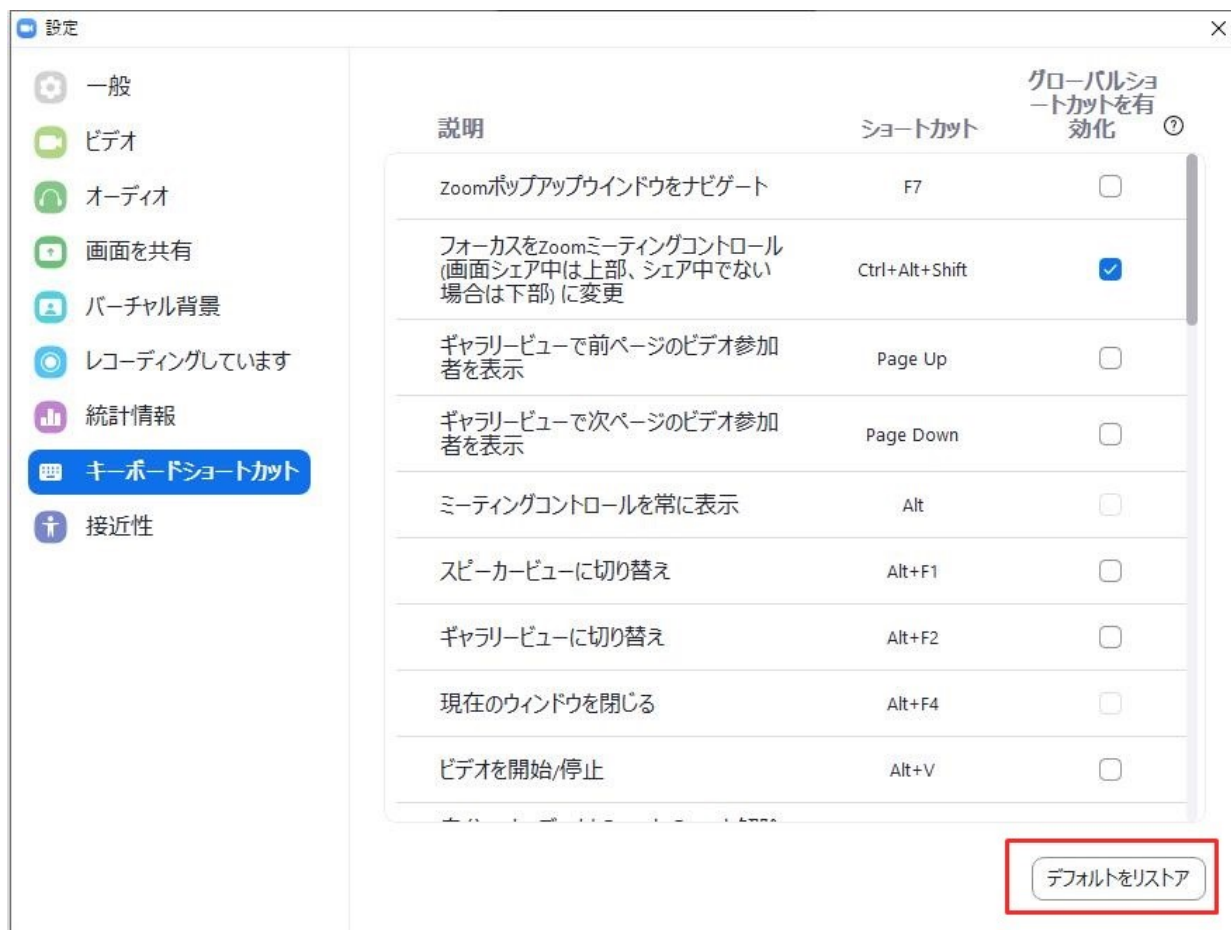 設定
一般
ビデオ
オーディオ
画面を共有
バーチャル背景
レコーディングしています
統計情報
キーボードショートカット
接近性
説明
ショートカット
グローバルショ
ートカットを有
効化
Zoomポップアップウインドウをナビゲート
F7
フォーカスをZoomミーティングコントロール
(画面シェア中は上部、シェア中でない
場合は下部) に変更
Ctrl+Alt+Shift
ギャラリービューで前ページのビデオ参加
者を表示
Page Up
ギャラリービューで次ページのビデオ参加
者を表示
Page Down
ミーティングコントロールを常に表示
Alt
スピーカービューに切り替え
Alt+F1
ギャラリービューに切り替え
Alt+F2
現在のウィンドウを閉じる
Alt+F4
ビデオを開始/停止
Alt+V
デフォルトをリストア